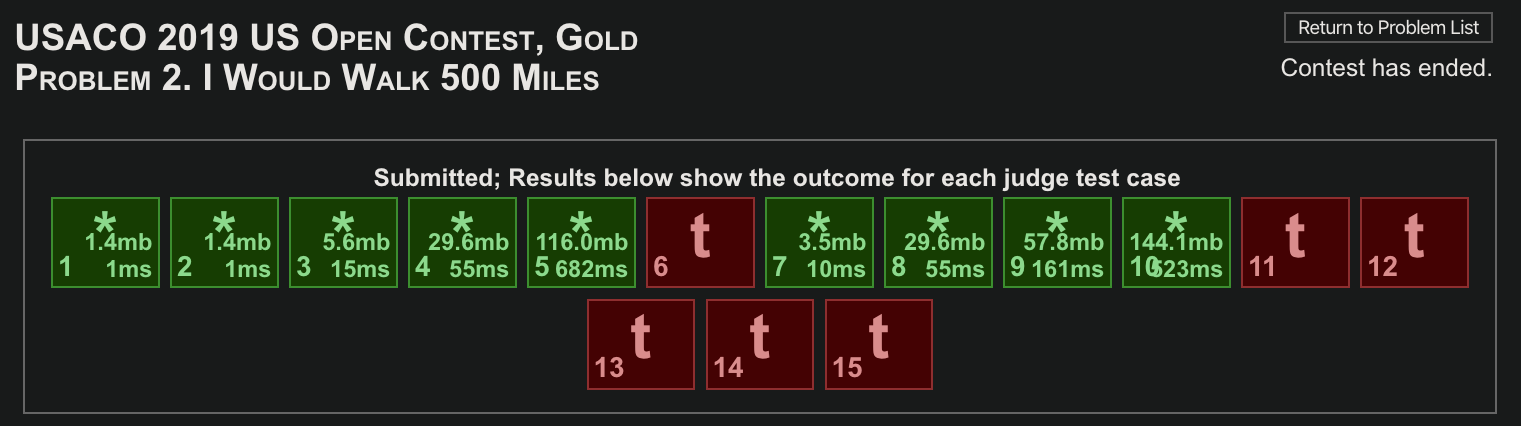 USACO 2019 US Open Contest, Gold
Problem 2. I Would Walk 500 Miles
Return to Problem List
Contest has ended.
Submitted; Results below show the outcome for each judge test case
* 1.4mb 1 1ms
* 1.4mb 2 1ms
* 5.6mb 3 15ms
* 29.6mb 4 55ms
* 116.0mb 5 682ms
t 6
* 3.5mb 7 10ms
* 29.6mb 8 55ms
* 57.8mb 9 161ms
* 144.1mb 10 623ms
t 11
t 12
t 13
t 14
t 15